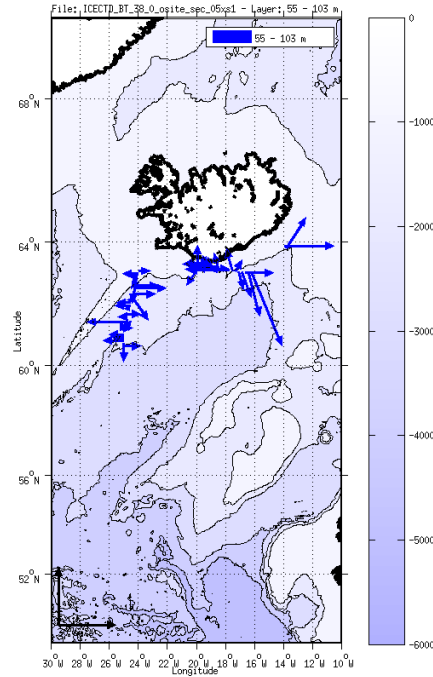 File: ICECTD_BT_38_0_osite_sec_05xs1 - Layer: 55 - 103 m
55 - 103 m
68° N
64° N
60° N
56° N
52° N
Latitude
30° W 28° W 26° W 24° W 22° W 20° W 18° W 16° W 14° W 12° W 10° W
Longitude
0
-1000
-2000
-3000
-4000
-5000
-6000